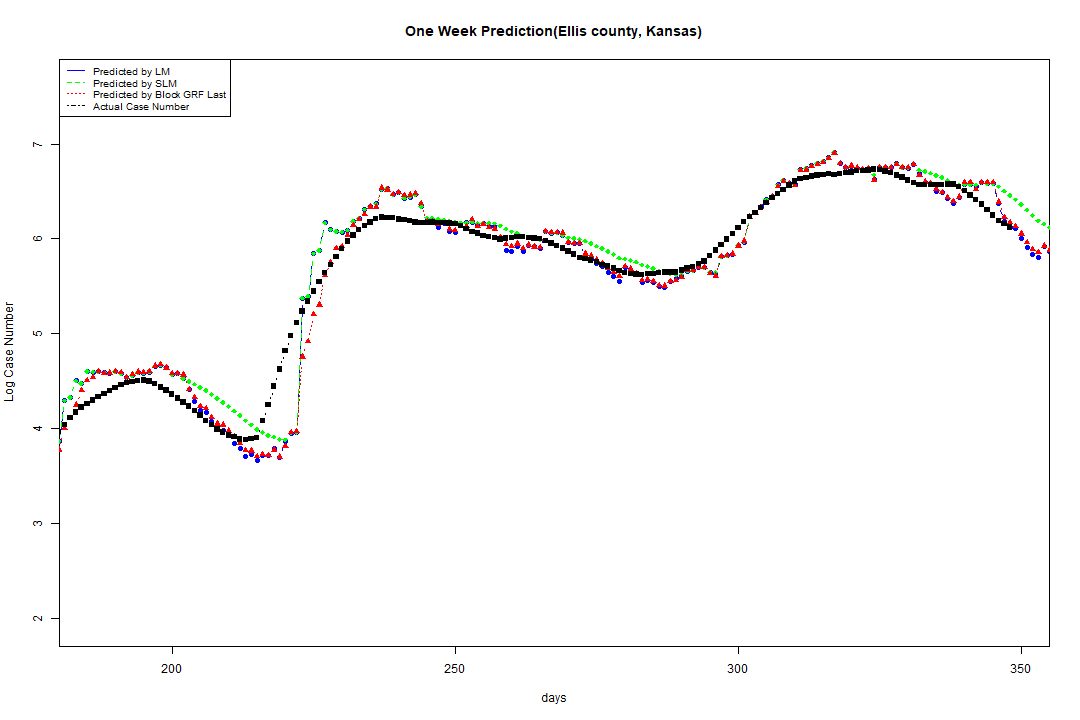 One Week Prediction(Ellis county, Kansas)
Predicted by LM
Predicted by SLM
Predicted by Block GRF Last
Actual Case Number
7
6
5
4
3
2
Log Case Number
200 250 300 350
days